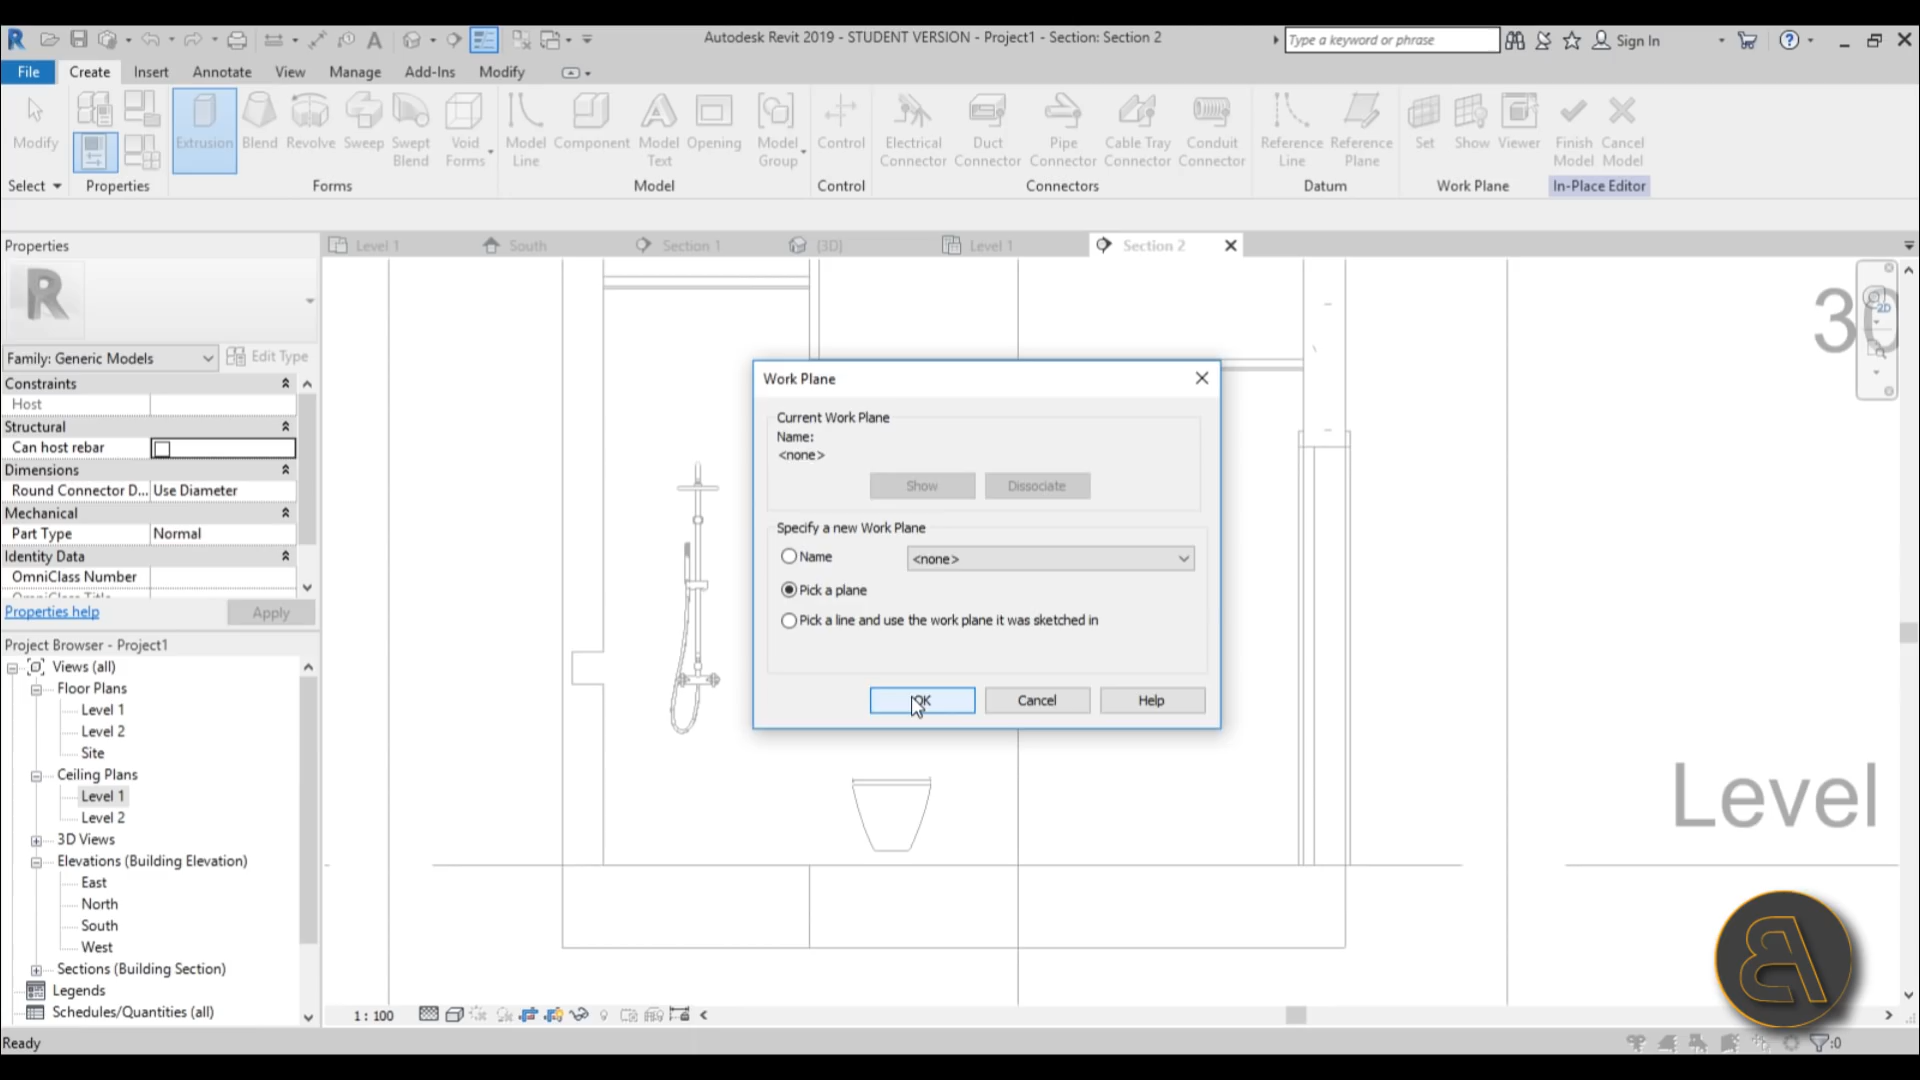 Autodesk Revit 2019 - STUDENT VERSION - Project1 - Section: Section 2
Type a keyword or phrase
Sign In
File Create Insert Annotate View Manage Add-Ins Modify
Modify
Extrusion Blend Revolve Sweep Swept Blend Void Forms
Model Line Component Model Text Opening Model Group
Control
Electrical Connector Duct Connector Pipe Connector Cable Tray Connector Conduit Connector
Reference Line Reference Plane
Set Show Viewer
Finish Model Cancel Model
Select Properties Forms Model Control Connectors Datum Work Plane In-Place Editor
Properties
Level 1 South Section 1 {3D} Level 1 Section 2
R
Family: Generic Models Edit Type
Constraints
Host
Structural
Can host rebar
Dimensions
Round Connector D... Use Diameter
Mechanical
Part Type Normal
Identity Data
OmniClass Number
Properties help Apply
Project Browser - Project1
Views (all)
Floor Plans
Level 1
Level 2
Site
Ceiling Plans
Level 1
Level 2
3D Views
Elevations (Building Elevation)
East
North
South
West
Sections (Building Section)
Legends
Schedules/Quantities (all)
Work Plane
Current Work Plane
Name:
<none>
Show Dissociate
Specify a new Work Plane
Name <none>
Pick a plane
Pick a line and use the work plane it was sketched in
OK Cancel Help
30
2D
Level
1 : 100
Ready
:0